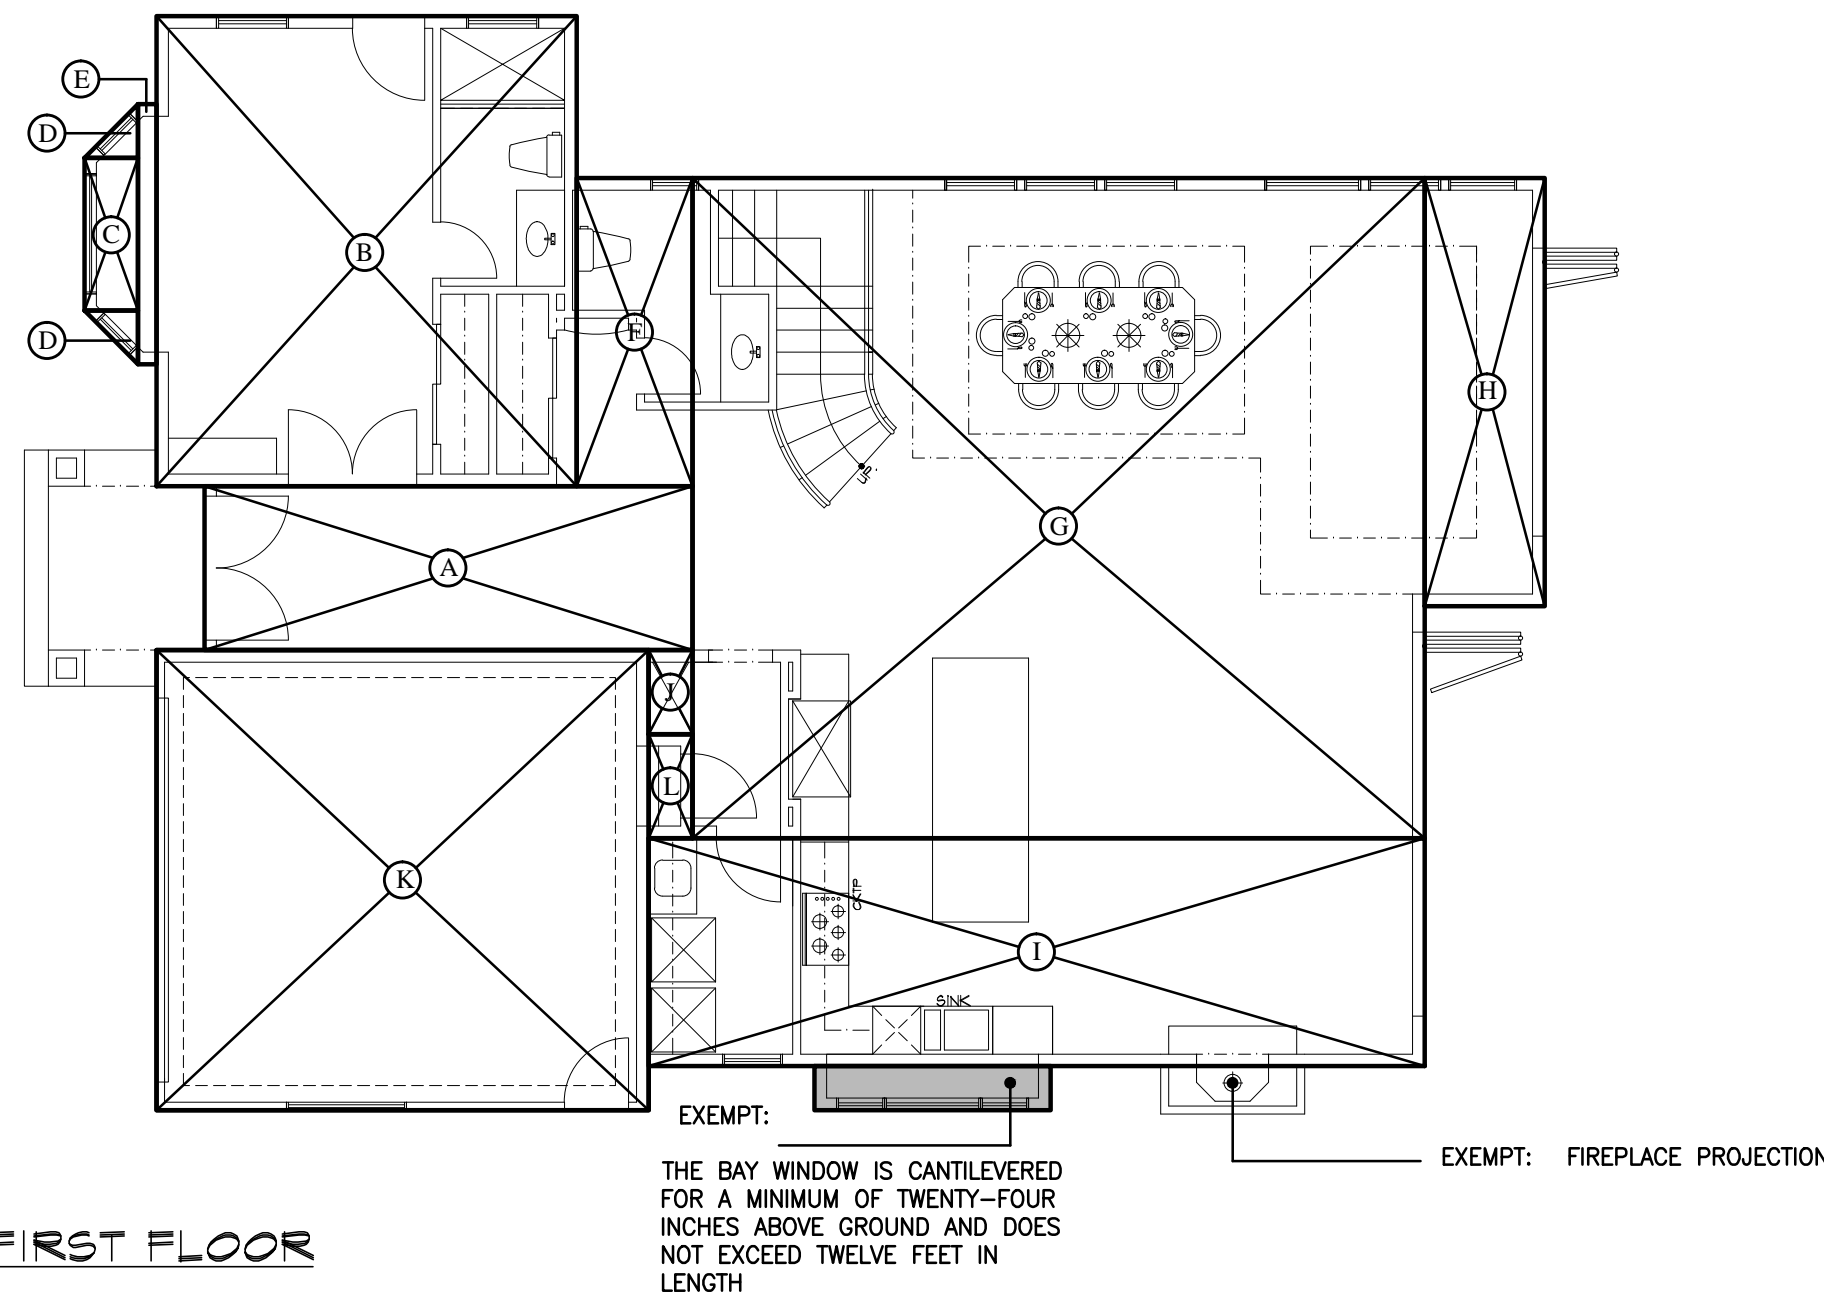 E
D
C
B
D
F
H
UP.
G
A
J
L
K
CKTP
I
SINK
EXEMPT:
THE BAY WINDOW IS CANTILEVERED
FOR A MINIMUM OF TWENTY-FOUR
INCHES ABOVE GROUND AND DOES
NOT EXCEED TWELVE FEET IN
LENGTH
EXEMPT: FIREPLACE PROJECTION
FIRST FLOOR